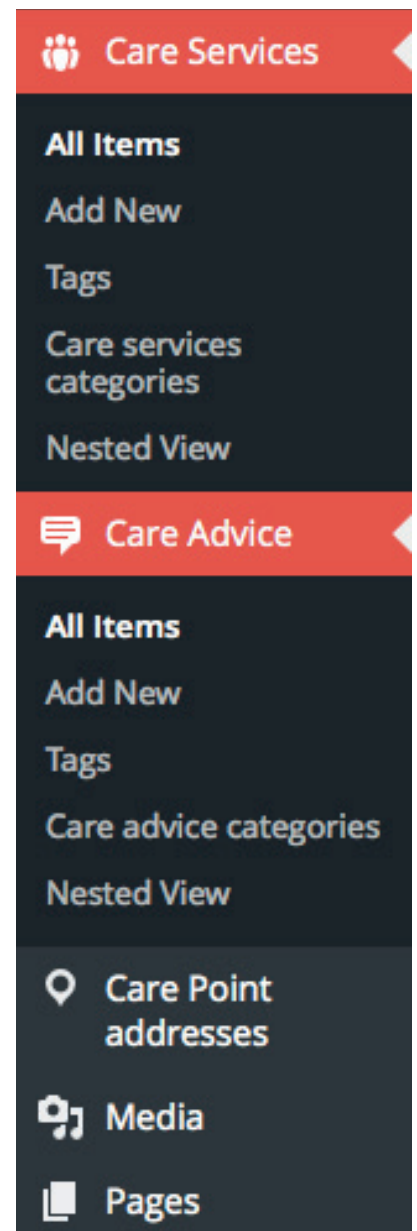 Care Services
All Items
Add New
Tags
Care services
categories
Nested View
Care Advice
All Items
Add New
Tags
Care advice categories
Nested View
Care Point
addresses
Media
Pages